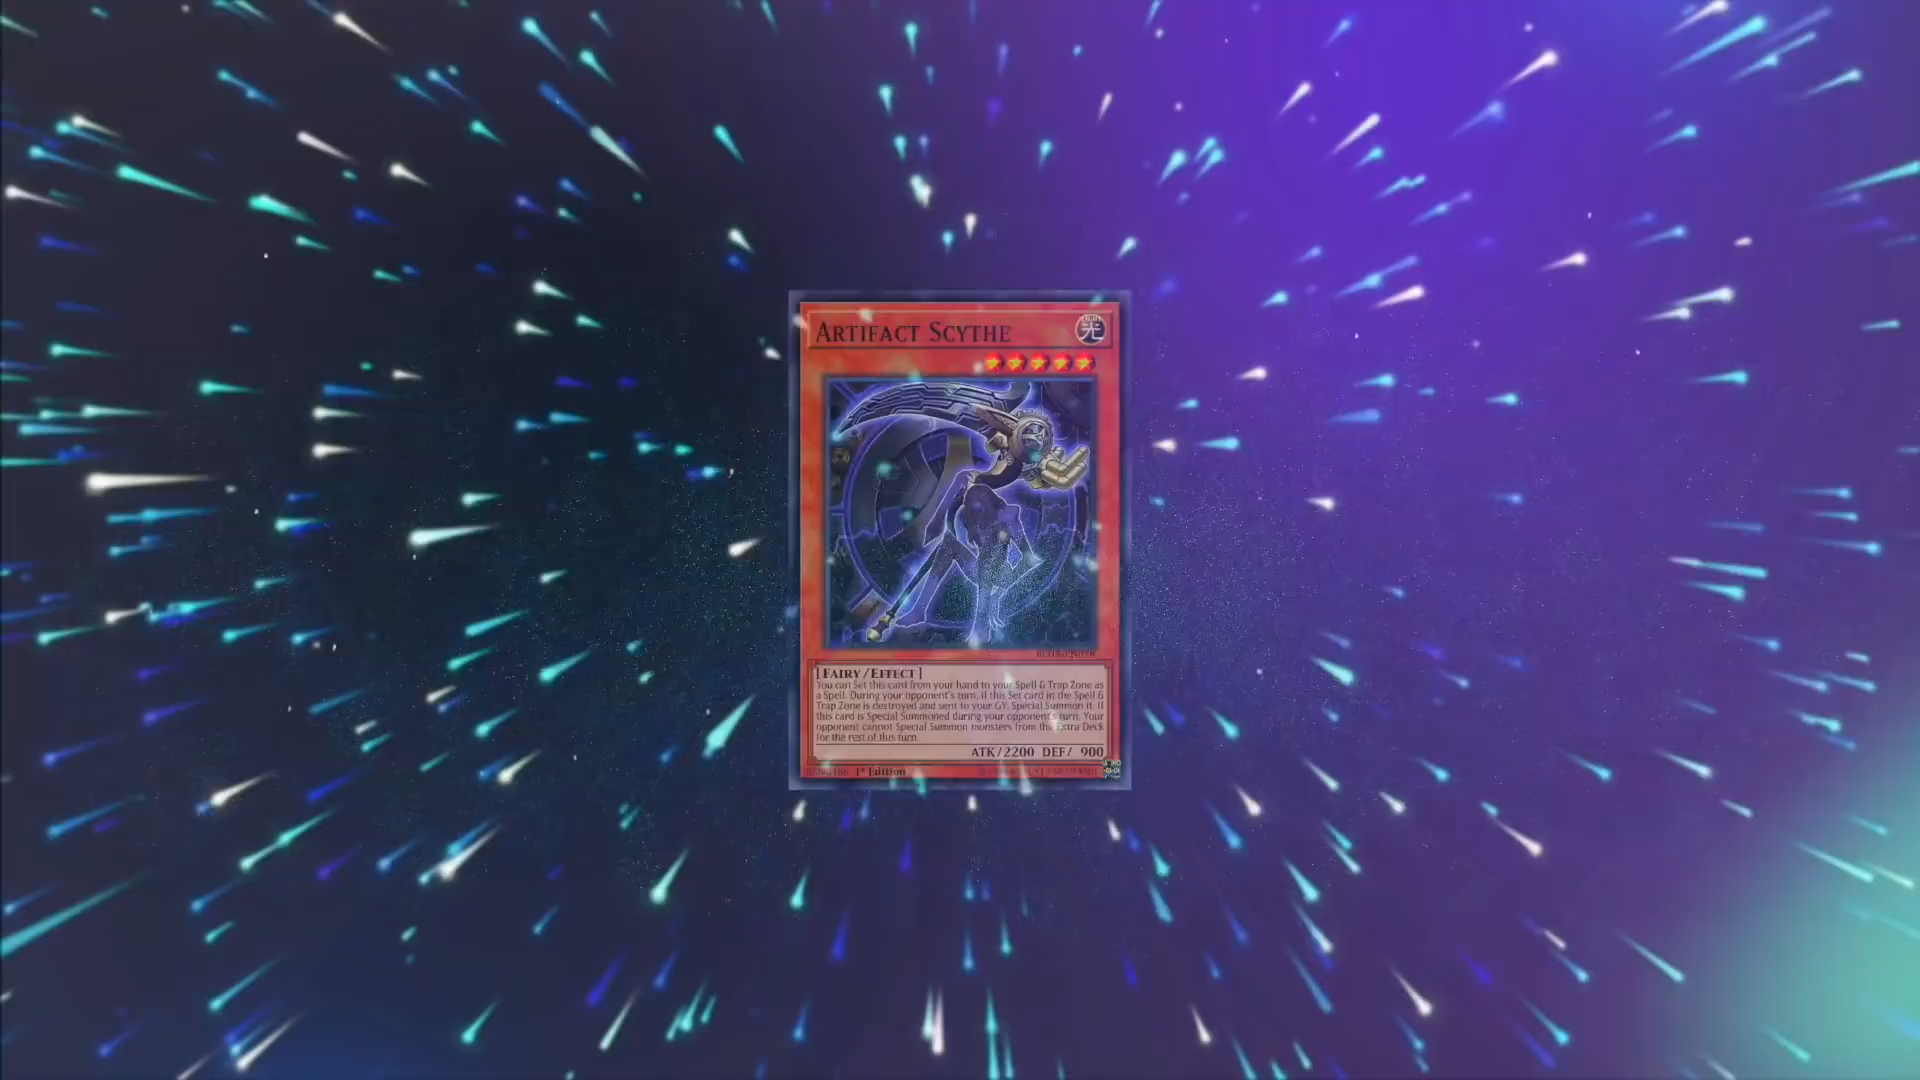 ARTIFACT SCYTHE
光
[FAIRY/EFFECT]
You can Set this card from your hand to your Spell & Trap Zone as
a Spell. During your opponent's turn, if this Set card in the Spell &
Trap Zone is destroyed and sent to your GY: Special Summon it. If
this card is Special Summoned during your opponent's turn: Your
opponent cannot Special Summon monsters from the Extra Deck
for the rest of this turn.
ATK/2200 DEF/ 900
1st Edition